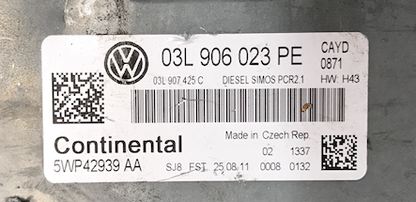 03L 906 023 PE CAYD
0871
03L 907 425 C DIESEL SIMOS PCR2.1 HW: H43
Continental
5WP42939 AA
Made in Czech Rep.
02 1337
SJ8 FST 25 08 11 0008 0132